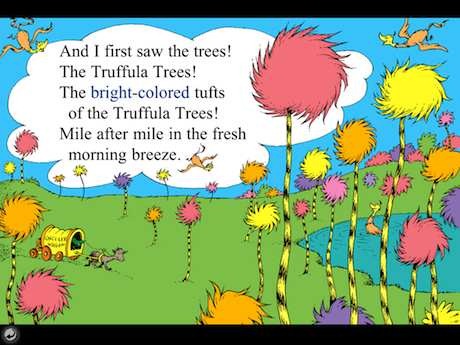 And I first saw the trees!
The Truffula Trees!
The bright-colored tufts
of the Truffula Trees!
Mile after mile in the fresh
morning breeze. .